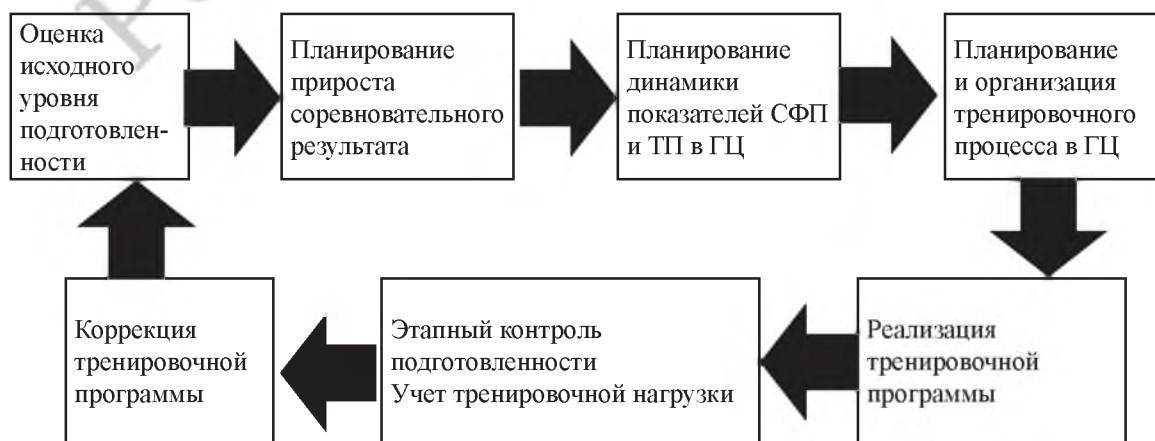 Оценка
исходного
уровня
подготовлен-
ности
Планирование
прироста
соревновательного
результата
Планирование
динамики
показателей СФП
и ТП в ГЦ
Планирование
и организация
тренировочного
процесса в ГЦ
Реализация
тренировочной
программы
Этапный контроль
подготовленности
Учет тренировочной нагрузки
Коррекция
тренировочной
программы